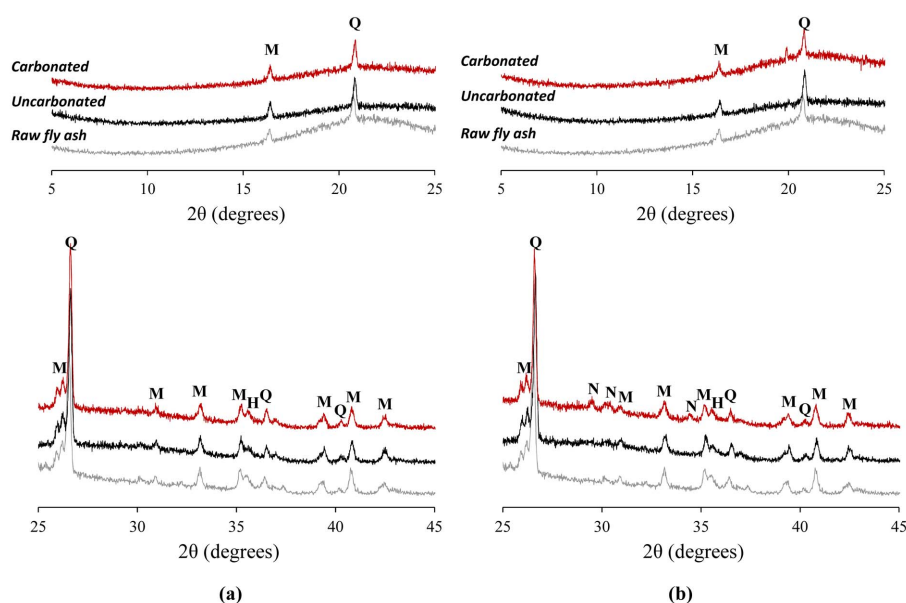 Q
M
Carbonated
Uncarbonated
Raw fly ash
5 10 15 20 25
2θ (degrees)
Q
M M M M H Q M Q M M
25 30 35 40 45
2θ (degrees)
(a)
Q
M
Carbonated
Uncarbonated
Raw fly ash
5 10 15 20 25
2θ (degrees)
Q
M N N M M N M H Q M Q M M
25 30 35 40 45
2θ (degrees)
(b)